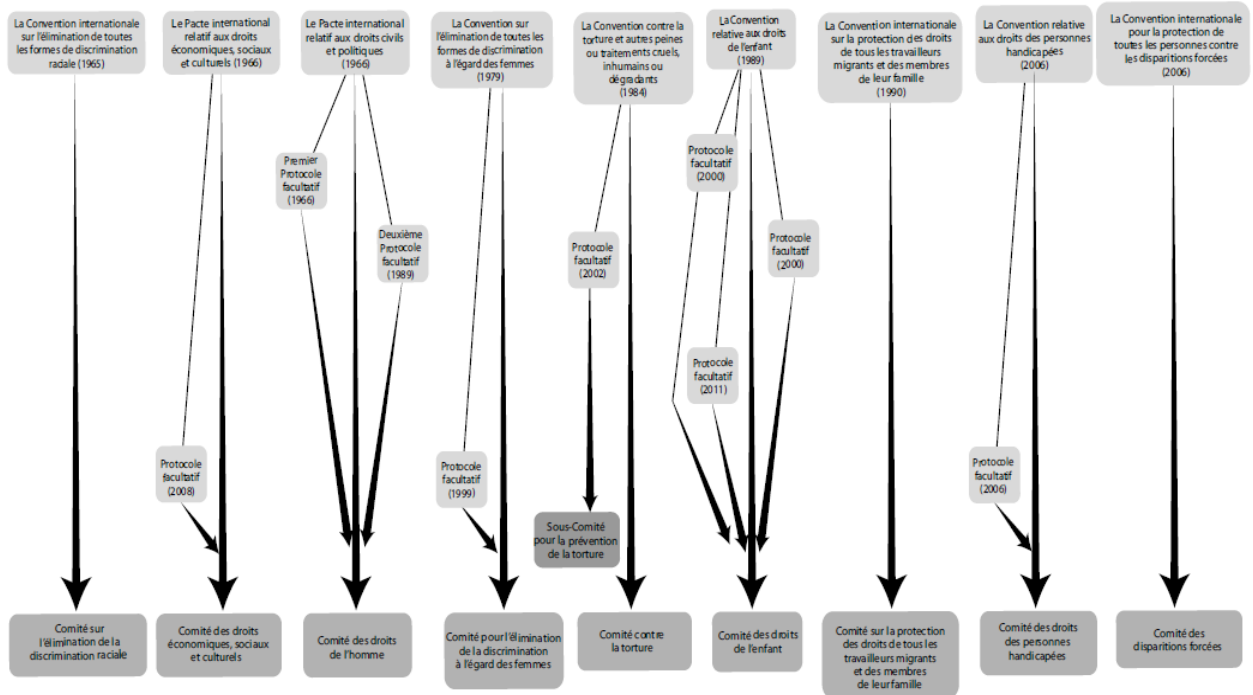 La Convention internationale
sur l'élimination de toutes
les formes de discrimination
raciale (1965)
Le Pacte international
relatif aux droits
économiques, sociaux
et culturels (1966)
Le Pacte international
relatif aux droits civils
et politiques
(1966)
La Convention sur
l'élimination de toutes les
formes de discrimination
à l'égard des femmes
(1979)
La Convention contre la
torture et autres peines
ou traitements cruels,
inhumains ou
dégradants
(1984)
La Convention
relative aux droits
de l'enfant
(1989)
La Convention internationale
sur la protection des droits
de tous les travailleurs
migrants et des membres
de leur famille
(1990)
La Convention relative
aux droits des personnes
handicapées
(2006)
La Convention internationale
pour la protection de
toutes les personnes contre
les disparitions forcées
(2006)
Premier
Protocole
facultatif
(1966)
Deuxième
Protocole
facultatif
(1989)
Protocole
facultatif
(2000)
Protocole
facultatif
(2002)
Protocole
facultatif
(2000)
Protocole
facultatif
(2011)
Protocole
facultatif
(2008)
Protocole
facultatif
(1999)
Protocole
facultatif
(2006)
Sous-Comité
pour la prévention
de la torture
Comité sur
l'élimination de la
discrimination raciale
Comité des droits
économiques, sociaux
et culturels
Comité des droits
de l'homme
Comité pour l'élimination
de la discrimination
à l'égard des femmes
Comité contre
la torture
Comité des droits
de l'enfant
Comité sur la protection
des droits de tous les
travailleurs migrants
et des membres
de leur famille
Comité des droits
des personnes
handicapées
Comité des
disparitions forcées